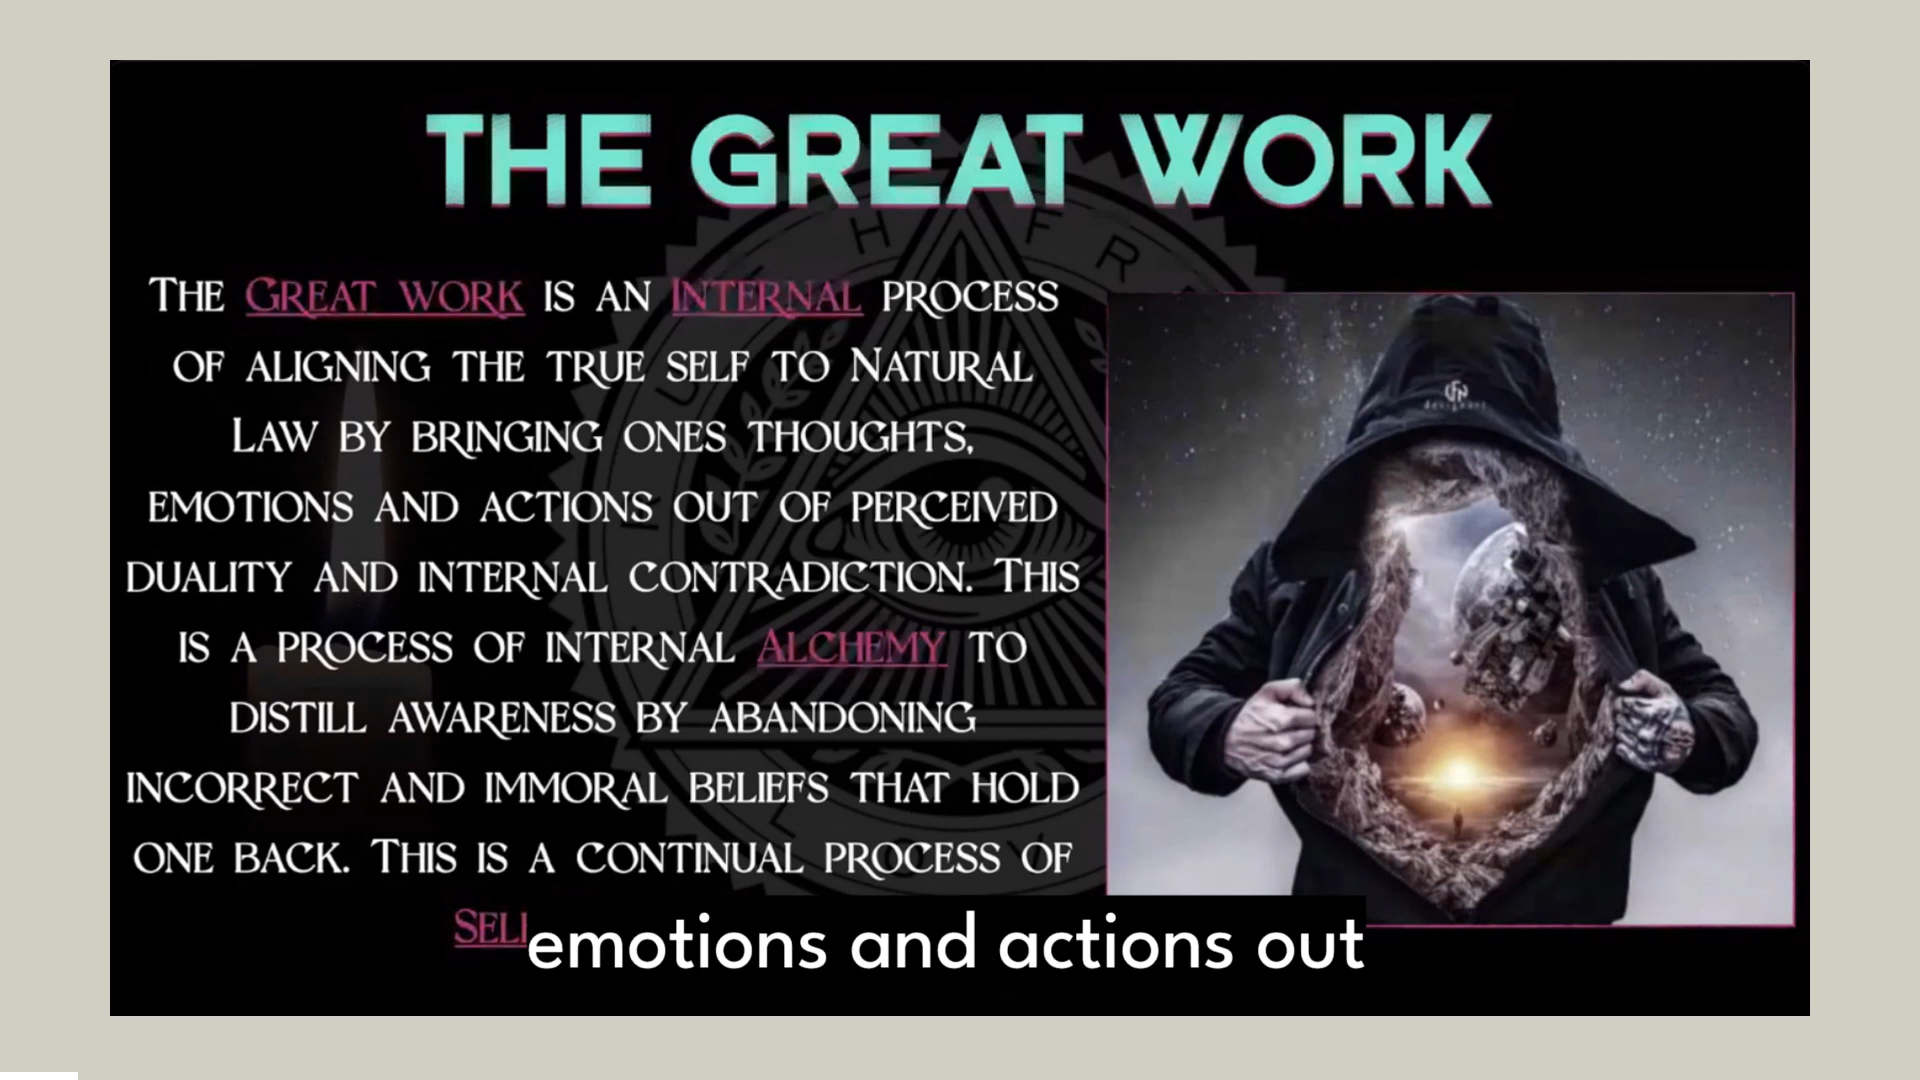 THE GREAT WORK
THE GREAT WORK IS AN INTERNAL PROCESS
OF ALIGNING THE TRUE SELF TO NATURAL
LAW BY BRINGING ONES THOUGHTS,
EMOTIONS AND ACTIONS OUT OF PERCEIVED
DUALITY AND INTERNAL CONTRADICTION. THIS
IS A PROCESS OF INTERNAL ALCHEMY TO
DISTILL AWARENESS BY ABANDONING
INCORRECT AND IMMORAL BELIEFS THAT HOLD
ONE BACK. THIS IS A CONTINUAL PROCESS OF
emotions and actions out